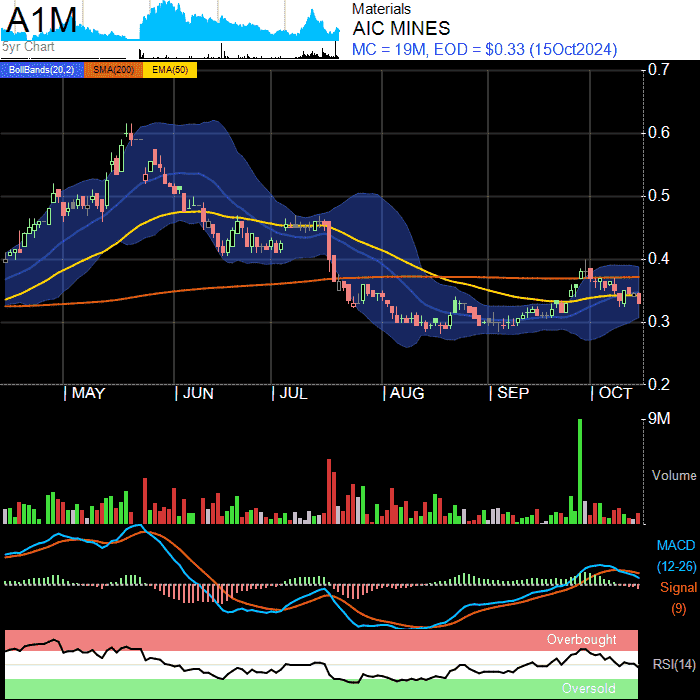 A1M
5yr Chart
Materials
AIC MINES
MC = 19M, EOD = $0.33 (15Oct2024)
BollBands(20,2) SMA(200) EMA(50)
0.7
0.6
0.5
0.4
0.3
0.2
MAY JUN JUL AUG SEP OCT
9M
Volume
MACD
(12-26)
Signal
(9)
Overbought
RSI(14)
Oversold